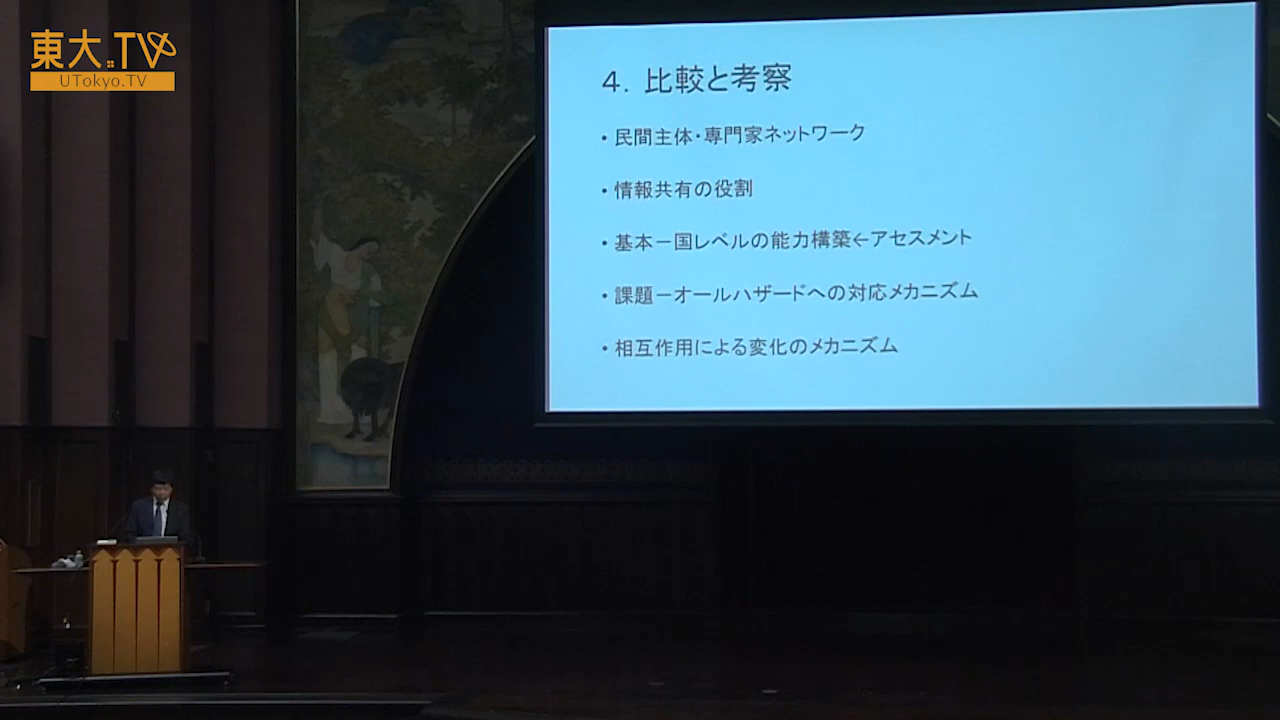 東大TV
UTokyo.TV
４．比較と考察
・民間主体・専門家ネットワーク
・情報共有の役割
・基本－国レベルの能力構築←アセスメント
・課題－オールハザードへの対応メカニズム
・相互作用による変化のメカニズム